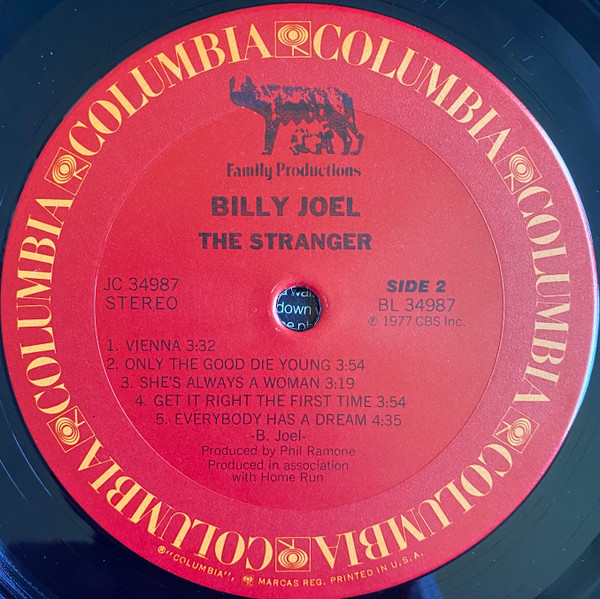 COLUMBIA COLUMBIA COLUMBIA COLUMBIA COLUMBIA COLUMBIA
Family Productions
BILLY JOEL
THE STRANGER
JC 34987
STEREO
SIDE 2
BL 34987
℗ 1977 CBS Inc.
down
1. VIENNA 3:32
2. ONLY THE GOOD DIE YOUNG 3:54
3. SHE'S ALWAYS A WOMAN 3:19
4. GET IT RIGHT THE FIRST TIME 3:54
5. EVERYBODY HAS A DREAM 4:35
-B. Joel-
Produced by Phil Ramone
Produced in association
with Home Run
®"COLUMBIA", MARCAS REG. PRINTED IN U.S.A.